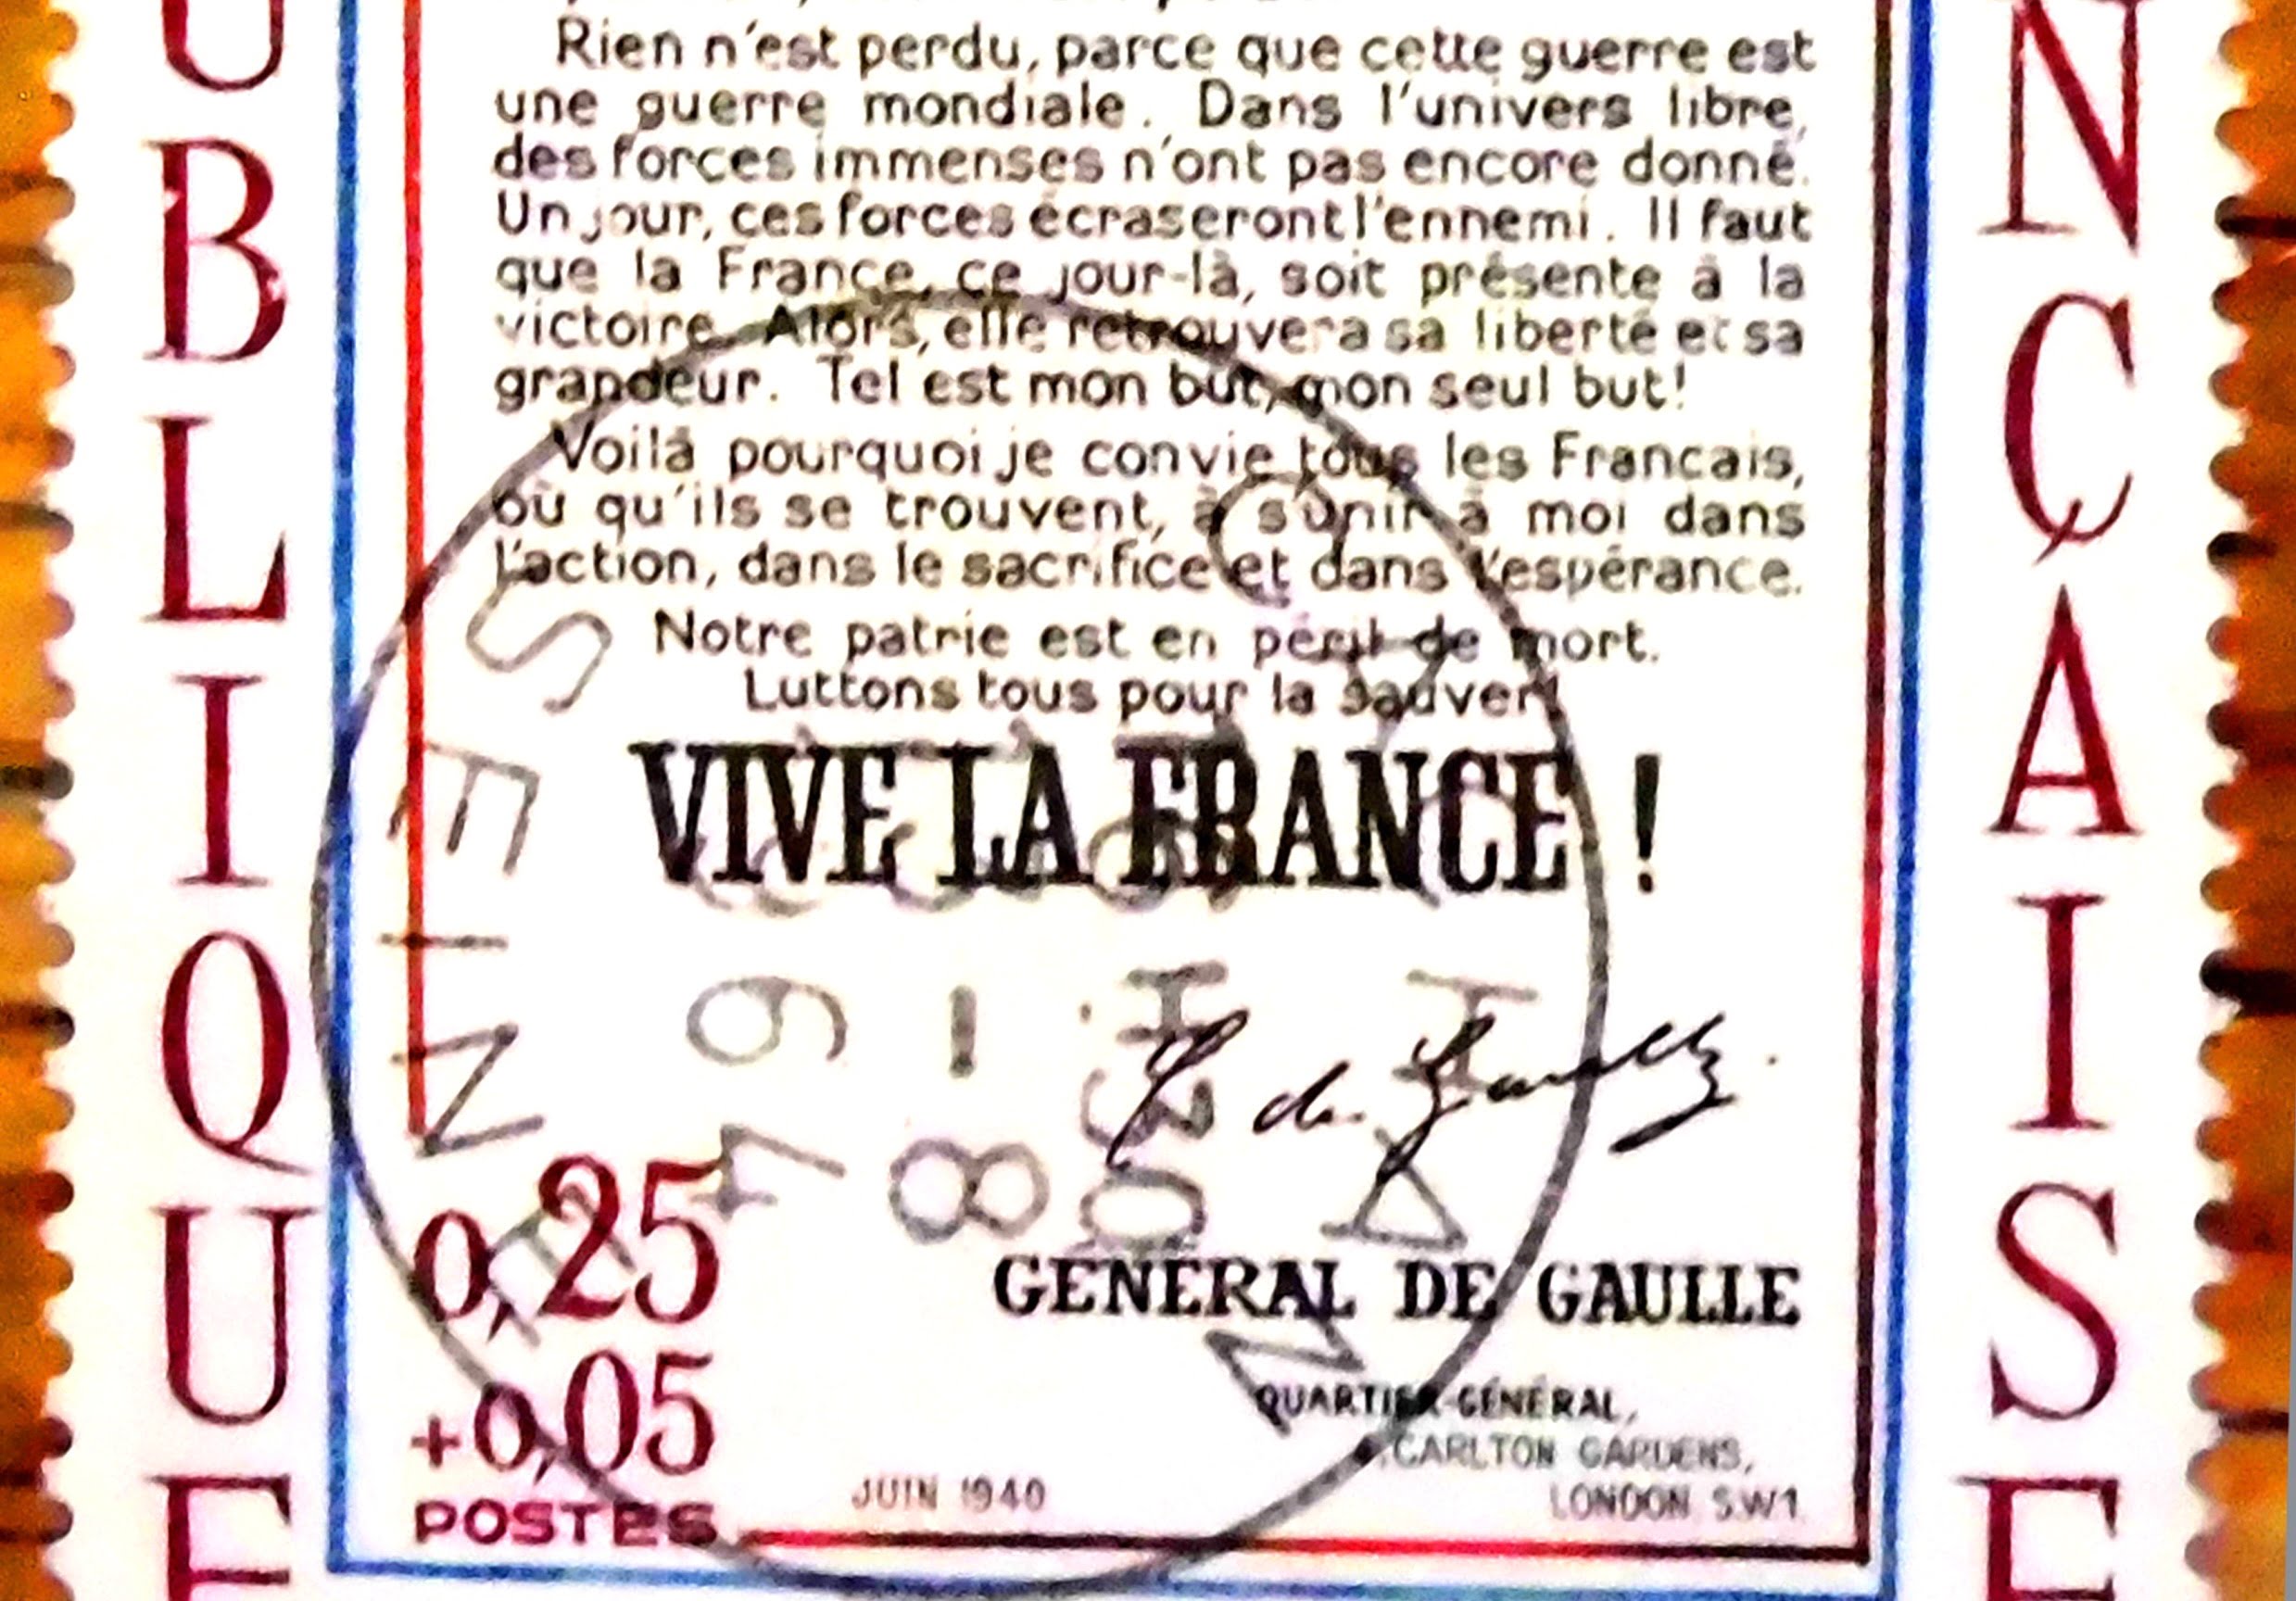 Rien n'est perdu, parce que cette guerre est
une guerre mondiale. Dans l'univers libre,
des forces immenses n'ont pas encore donné.
Un jour, ces forces écraseront l'ennemi. Il faut
que la France, ce jour-là, soit présente à la
victoire. Alors, elle retrouvera sa liberté et sa
grandeur. Tel est mon but, mon seul but!
Voilà pourquoi je convie tous les Francais,
où qu'ils se trouvent, à s'unir à moi dans
l'action, dans le sacrifice et dans l'espérance.
Notre patrie est en péril de mort.
Luttons tous pour la sauver!
VIVE LA FRANCE !
C. de Gaulle.
GÉNÉRAL DE GAULLE
QUARTIER-GÉNÉRAL,
CARLTON GARDENS,
LONDON S.W.1.
JUIN 1940
0,25
+0,05
POSTES
UBLIQUE
NÇAISE
SEINE